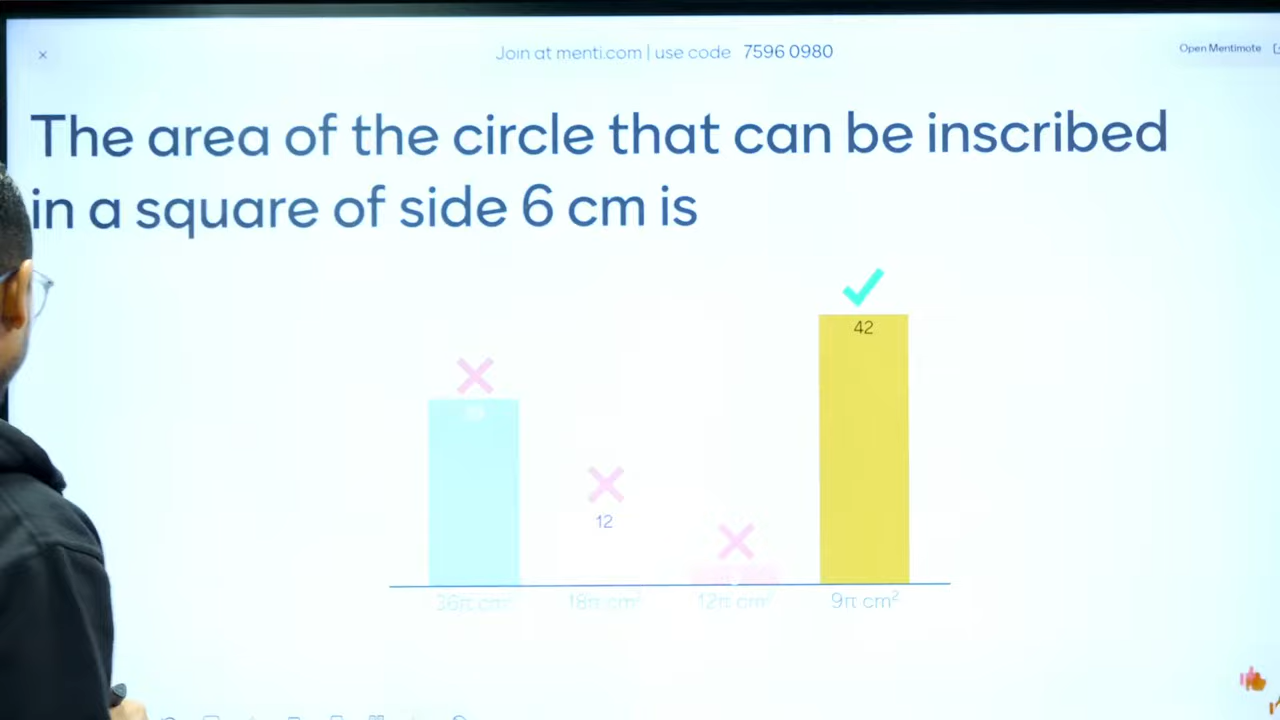 Join at menti.com | use code 7596 0980
Open Mentimote
The area of the circle that can be inscribed
in a square of side 6 cm is
42
12
36π cm² 18π cm² 12π cm² 9π cm²